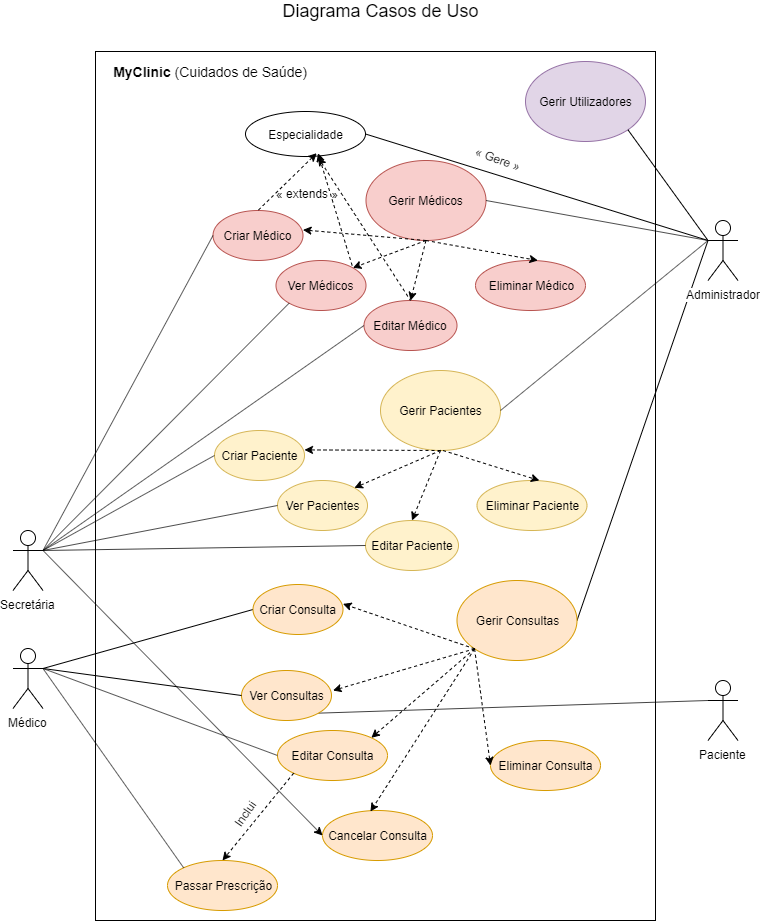 Diagrama Casos de Uso
MyClinic (Cuidados de Saúde)
Gerir Utilizadores
Especialidade
« Gere »
« extends »
Gerir Médicos
Criar Médico
Ver Médicos
Eliminar Médico
Administrador
Editar Médico
Gerir Pacientes
Criar Paciente
Ver Pacientes
Eliminar Paciente
Editar Paciente
Secretária
Criar Consulta
Gerir Consultas
Ver Consultas
Médico
Editar Consulta
Eliminar Consulta
Paciente
Inclui
Cancelar Consulta
Passar Prescrição